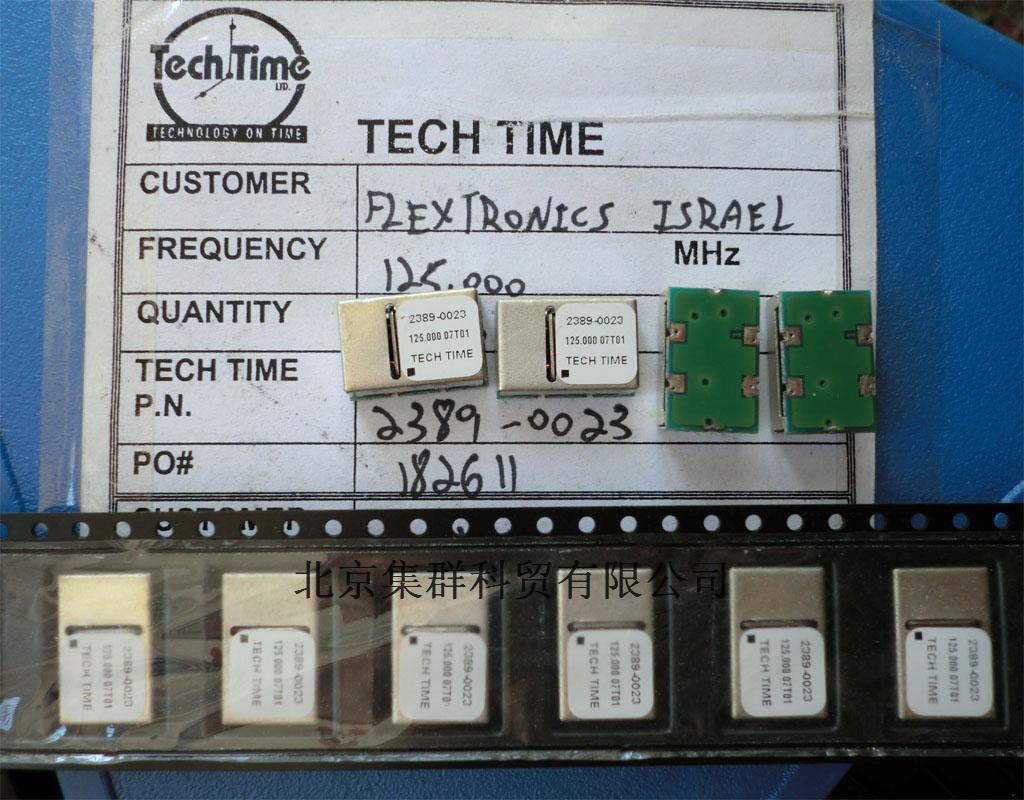 Tech Time
LTD.
TECHNOLOGY ON TIME
TECH TIME
CUSTOMER FLEXTRONICS ISRAEL
FREQUENCY 125.000 MHz
QUANTITY
TECH TIME
P.N. 2389-0023
PO# 182611
CUSTOMER
2389-0023
125.000 07T01
TECH TIME
2389-0023
125.000 07T01
TECH TIME
北京集群科贸有限公司
2389-0023
125.000 07T01
TECH TIME
2389-0023
125.000 07T01
TECH TIME
2389-0023
125.000 07T01
TECH TIME
2389-0023
125.000 07T01
TECH TIME
2389-0023
125.000 07T01
TECH TIME
2389-0023
125.000 07T01
TECH TIME